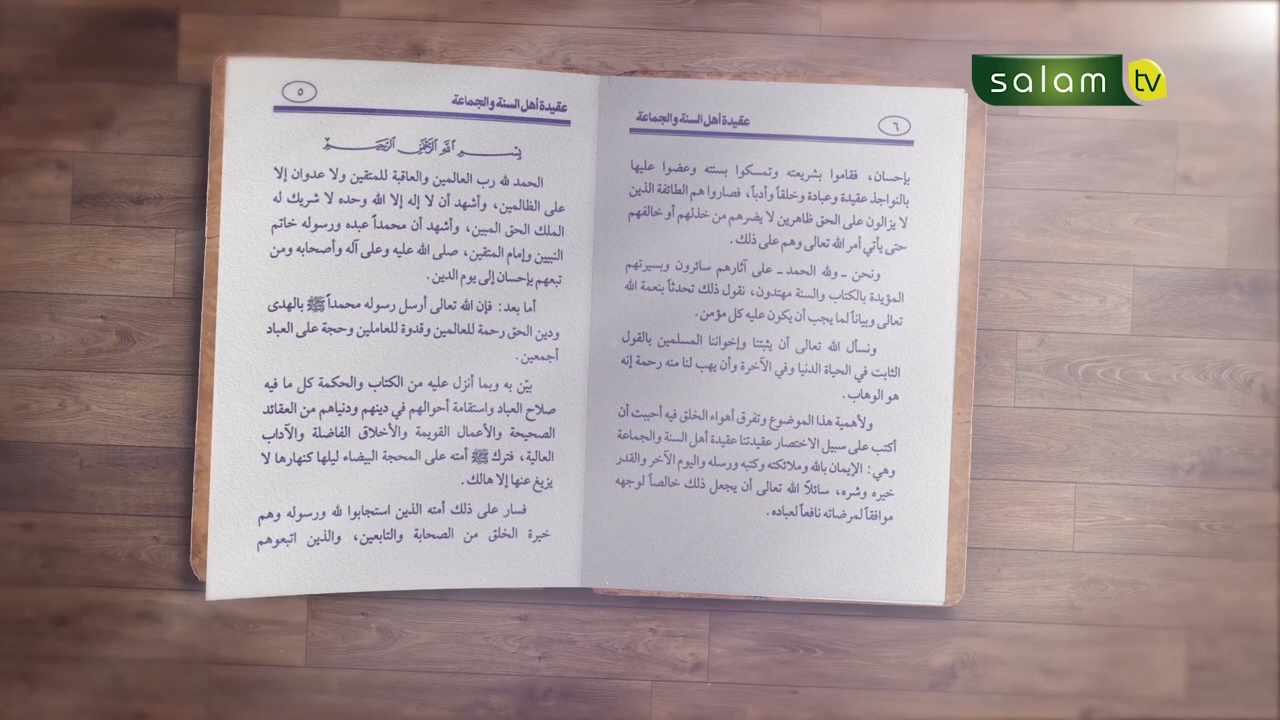 salam tv
٥
عقيدة أهل السنة والجماعة
بسم الله الرحمن الرحيم
الحمد لله رب العالمين والعاقبة للمتقين ولا عدوان إلا
على الظالمين، وأشهد أن لا إله إلا الله وحده لا شريك له
الملك الحق المبين، وأشهد أن محمداً عبده ورسوله خاتم
النبيين وإمام المتقين، صلى الله عليه وعلى آله وأصحابه ومن
تبعهم بإحسان إلى يوم الدين.
أما بعد: فإن الله تعالى أرسل رسوله محمداً ﷺ بالهدى
ودين الحق رحمة للعالمين وقدوة للعاملين وحجة على العباد
أجمعين.
بيّن به وبما أنزل عليه من الكتاب والحكمة كل ما فيه
صلاح العباد واستقامة أحوالهم في دينهم ودنياهم من العقائد
الصحيحة والأعمال القويمة والأخلاق الفاضلة والآداب
العالية، فترك ﷺ أمته على المحجة البيضاء ليلها كنهارها لا
يزيغ عنها إلا هالك.
فسار على ذلك أمته الذين استجابوا لله ورسوله وهم
خيرة الخلق من الصحابة والتابعين، والذين اتبعوهم
٦
عقيدة أهل السنة والجماعة
بإحسان، فقاموا بشريعته وتمسكوا بسنته وعضوا عليها
بالنواجذ عقيدة وعبادة وخلقاً وأدباً، فصاروا هم الطائفة الذين
لا يزالون على الحق ظاهرين لا يضرهم من خذلهم أو خالفهم
حتى يأتي أمر الله تعالى وهم على ذلك.
ونحن ـ ولله الحمد ـ على آثارهم سائرون وبسيرتهم
المؤيدة بالكتاب والسنة مهتدون، نقول ذلك تحدثاً بنعمة الله
تعالى وبياناً لما يجب أن يكون عليه كل مؤمن.
ونسأل الله تعالى أن يثبتنا وإخواننا المسلمين بالقول
الثابت في الحياة الدنيا وفي الآخرة وأن يهب لنا منه رحمة إنه
هو الوهاب.
ولأهمية هذا الموضوع وتفرق أهواء الخلق فيه أحببت أن
أكتب على سبيل الاختصار عقيدتنا عقيدة أهل السنة والجماعة
وهي: الإيمان بالله وملائكته وكتبه ورسله واليوم الآخر والقدر
خيره وشره، سائلاً الله تعالى أن يجعل ذلك خالصاً لوجهه
موافقاً لمرضاته نافعاً لعباده.